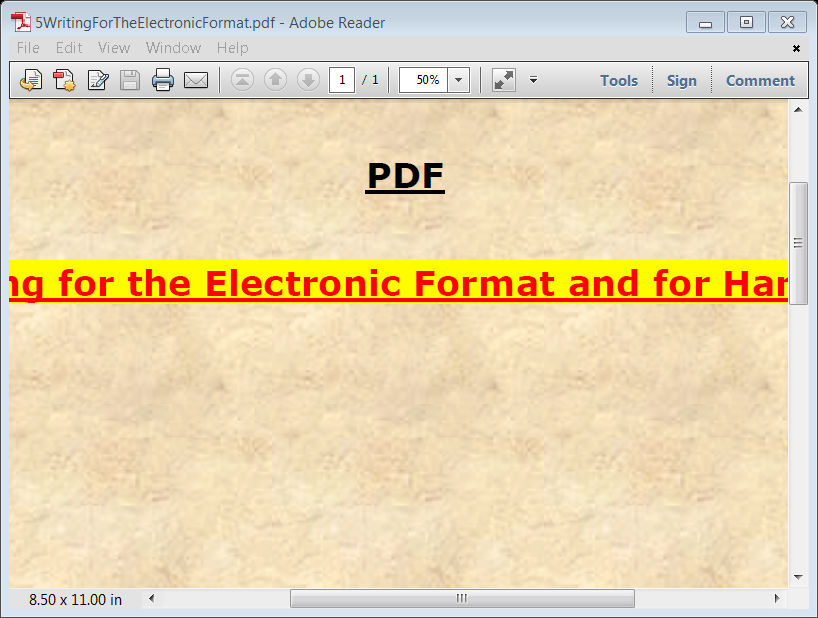 5WritingForTheElectronicFormat.pdf - Adobe Reader
File Edit View Window Help
1 / 1 50% Tools Sign Comment
PDF
ng for the Electronic Format and for Har
8.50 x 11.00 in